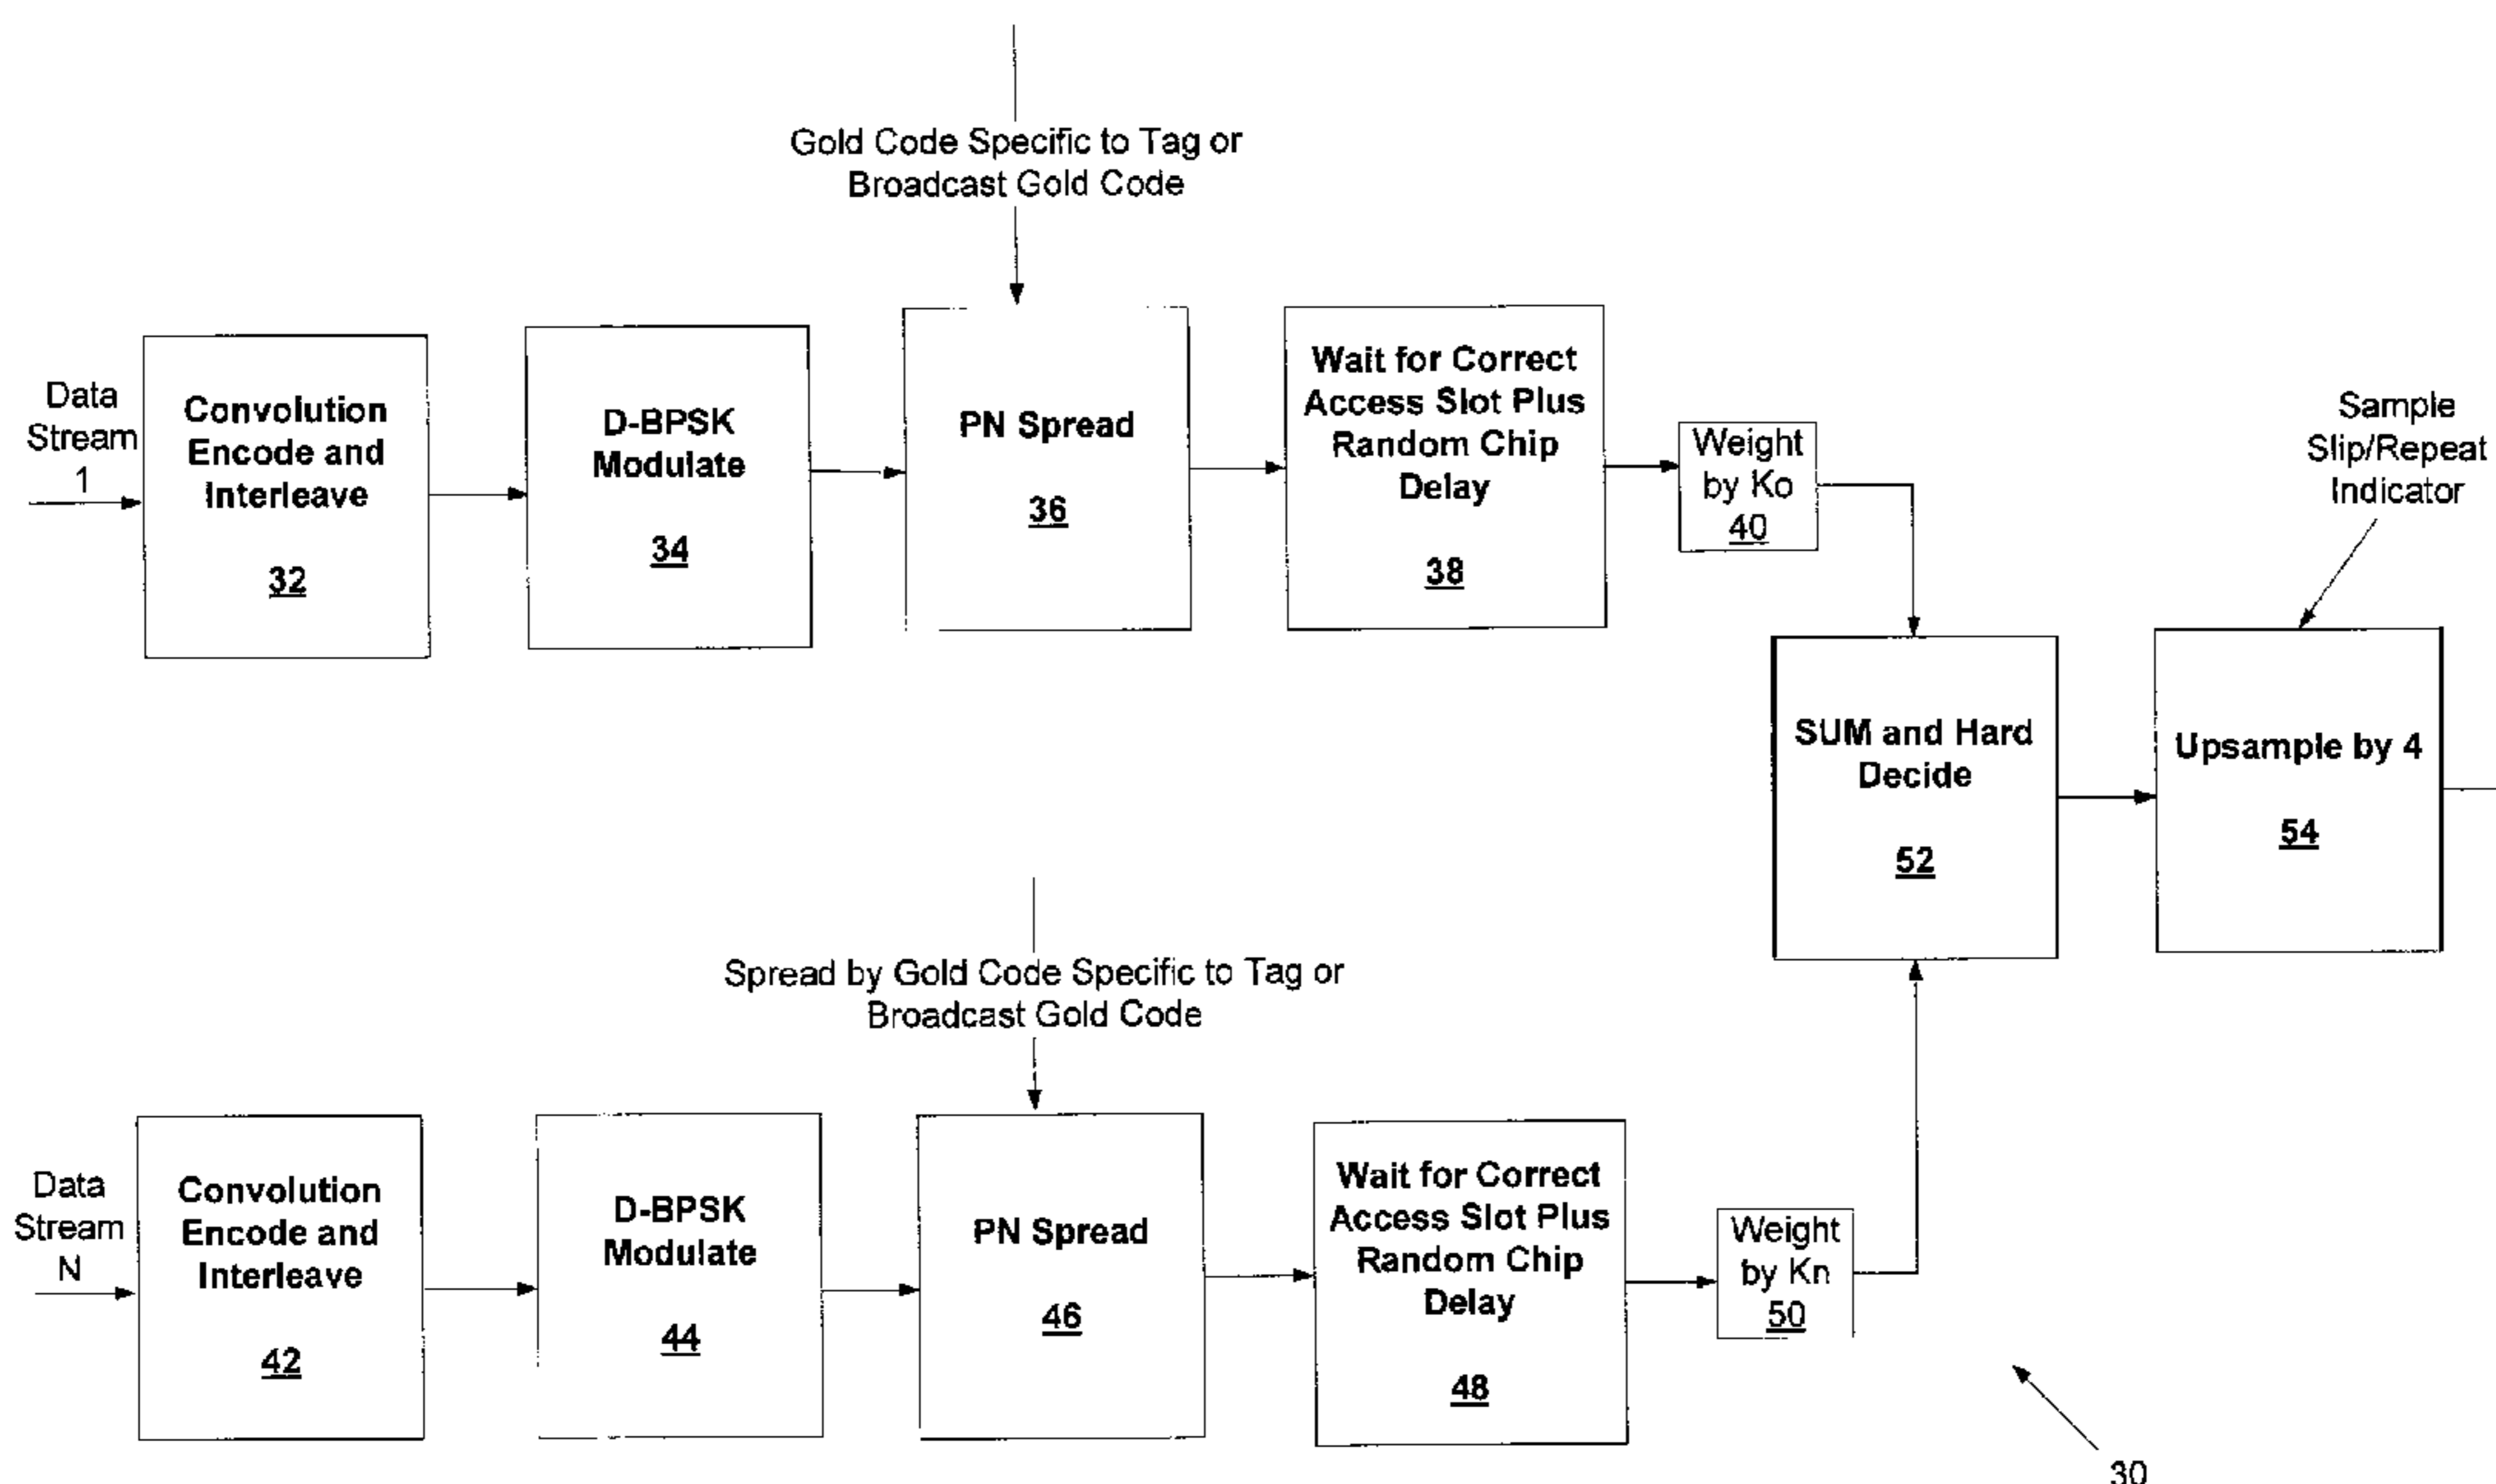 Gold Code Specific to Tag or
Broadcast Gold Code
Data
Stream
1
Convolution
Encode and
Interleave
32
D-BPSK
Modulate
34
PN Spread
36
Wait for Correct
Access Slot Plus
Random Chip
Delay
38
Weight
by Ko
40
Sample
Slip/Repeat
Indicator
SUM and Hard
Decide
52
Upsample by 4
54
Spread by Gold Code Specific to Tag or
Broadcast Gold Code
Data
Stream
N
Convolution
Encode and
Interleave
42
D-BPSK
Modulate
44
PN Spread
46
Wait for Correct
Access Slot Plus
Random Chip
Delay
48
Weight
by Kn
50
30